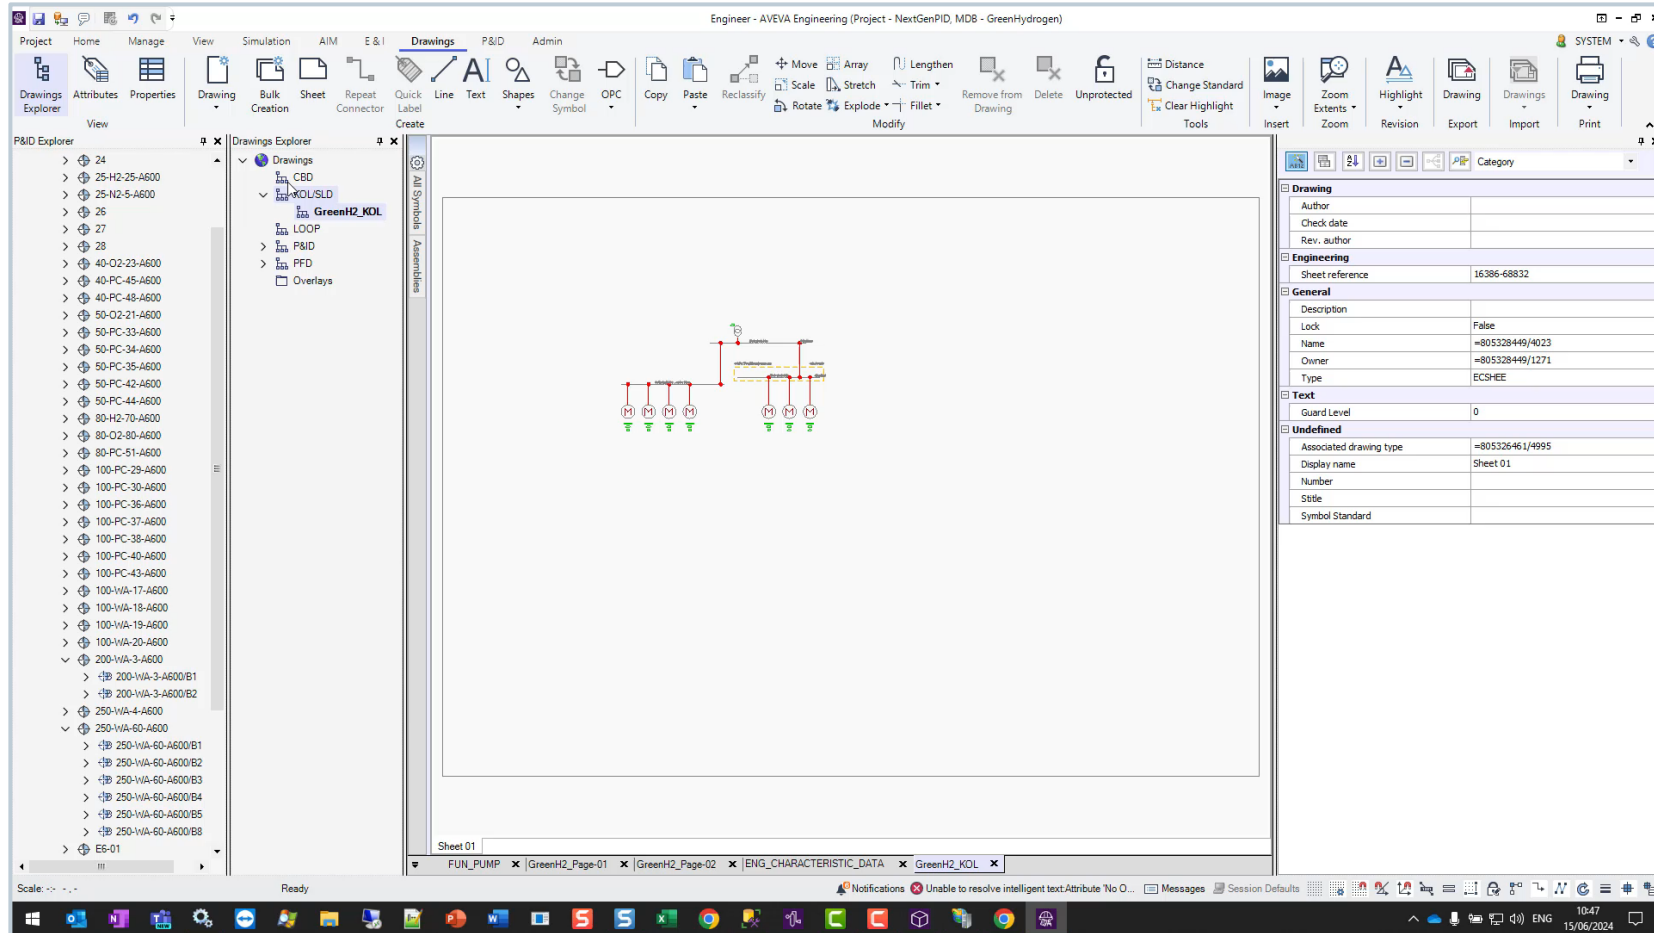 Engineer - AVEVA Engineering (Project - NextGenPID, MDB - GreenHydrogen)
Project Home Manage View Simulation AIM E & I Drawings P&ID Admin SYSTEM
Drawings Explorer
Attributes
Properties
View
Drawing
Bulk Creation
Sheet
Repeat Connector
Quick Label
Line
Text
Shapes
Change Symbol
OPC
Create
Copy
Paste
Reclassify
Move Array Lengthen
Scale Stretch Trim
Rotate Explode Fillet
Remove from Drawing
Delete
Unprotected
Modify
Distance
Change Standard
Clear Highlight
Tools
Image
Insert
Zoom Extents
Zoom
Highlight
Revision
Drawing
Export
Drawings
Import
Drawing
Print
P&ID Explorer
24
25-H2-25-A600
25-N2-5-A600
26
27
28
40-O2-23-A600
40-PC-45-A600
40-PC-48-A600
50-O2-21-A600
50-PC-33-A600
50-PC-34-A600
50-PC-35-A600
50-PC-42-A600
50-PC-44-A600
80-H2-70-A600
80-O2-80-A600
80-PC-51-A600
100-PC-29-A600
100-PC-30-A600
100-PC-36-A600
100-PC-37-A600
100-PC-38-A600
100-PC-40-A600
100-PC-43-A600
100-WA-17-A600
100-WA-18-A600
100-WA-19-A600
100-WA-20-A600
200-WA-3-A600
200-WA-3-A600/B1
200-WA-3-A600/B2
250-WA-4-A600
250-WA-60-A600
250-WA-60-A600/B1
250-WA-60-A600/B2
250-WA-60-A600/B3
250-WA-60-A600/B4
250-WA-60-A600/B5
250-WA-60-A600/B8
E6-01
Drawings Explorer
Drawings
CBD
KOL/SLD
GreenH2_KOL
LOOP
P&ID
PFD
Overlays
All Symbols
Assemblies
M M M M M M M
Sheet 01
FUN_PUMP GreenH2_Page-01 GreenH2_Page-02 ENG_CHARACTERISTIC_DATA GreenH2_KOL
Category
Drawing
Author
Check date
Rev. author
Engineering
Sheet reference 16386-68832
General
Description
Lock False
Name =805328449/4023
Owner =805328449/1271
Type ECSHEE
Text
Guard Level 0
Undefined
Associated drawing type =805326461/4995
Display name Sheet 01
Number
Stitle
Symbol Standard
Scale: -:- - . - Ready Notifications Unable to resolve intelligent text:Attribute 'No O... Messages Session Defaults
ENG 10:47
15/06/2024